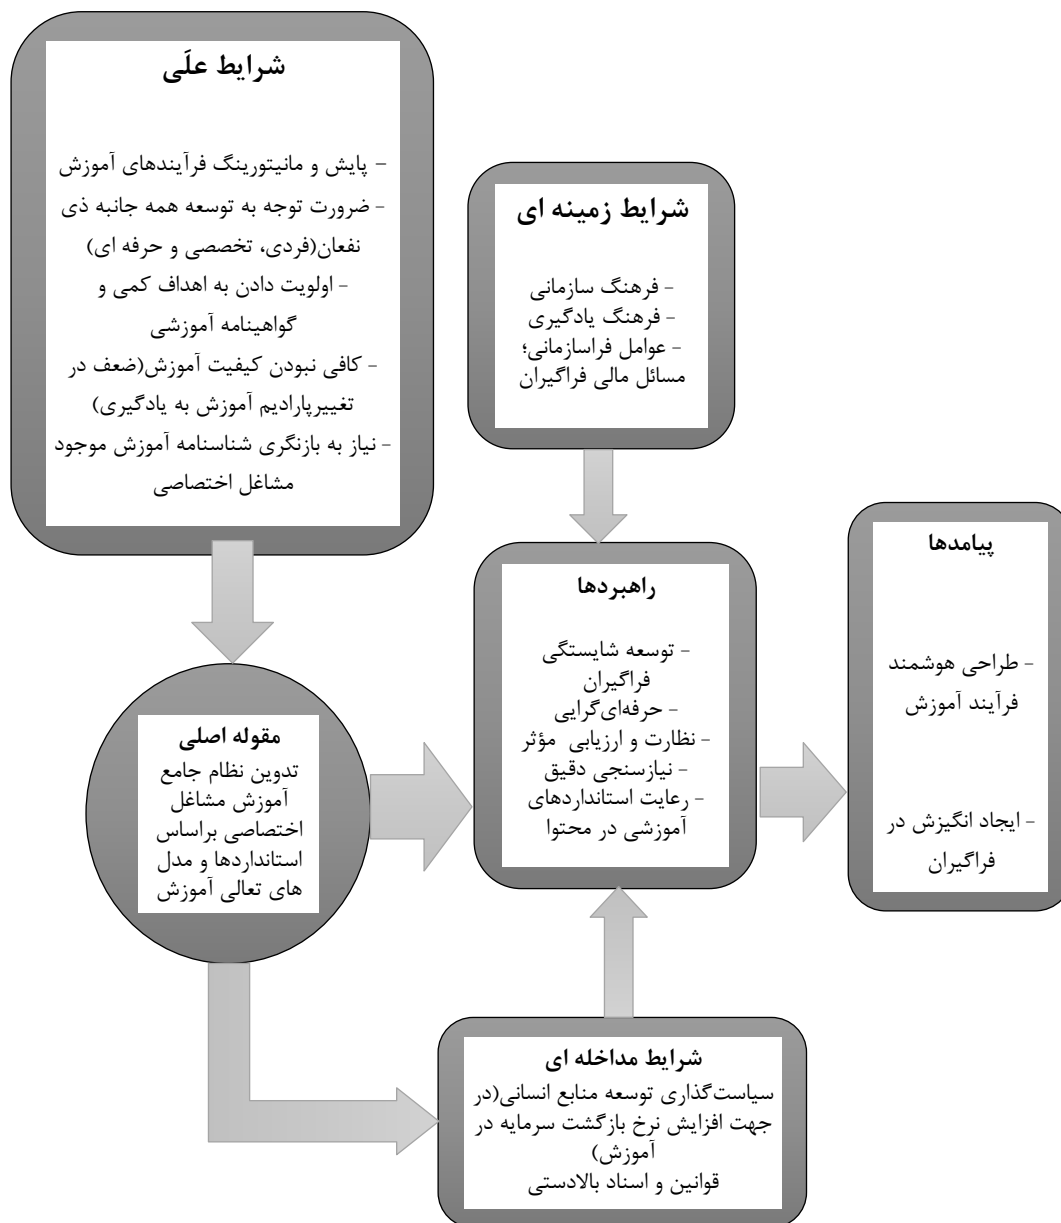 شرایط علَی
- پایش و مانیتورینگ فرآیندهای آموزش
- ضرورت توجه به توسعه همه جانبه ذی
نفعان(فردی، تخصصی و حرفه ای)
- اولویت دادن به اهداف کمی و
گواهینامه آموزشی
- کافی نبودن کیفیت آموزش(ضعف در
تغییرپارادیم آموزش به یادگیری)
- نیاز به بازنگری شناسنامه آموزش موجود
مشاغل اختصاصی
شرایط زمینه ای
- فرهنگ سازمانی
- فرهنگ یادگیری
- عوامل فراسازمانی؛
مسائل مالی فراگیران
مقوله اصلی
تدوین نظام جامع
آموزش مشاغل
اختصاصی براساس
استانداردها و مدل
های تعالی آموزش
راهبردها
- توسعه شایستگی
فراگیران
- حرفه‌ای‌گرایی
- نظارت و ارزیابی مؤثر
- نیازسنجی دقیق
- رعایت استانداردهای
آموزشی در محتوا
پیامدها
- طراحی هوشمند
فرآیند آموزش
- ایجاد انگیزش در
فراگیران
شرایط مداخله ای
سیاست‌گذاری توسعه منابع انسانی(در
جهت افزایش نرخ بازگشت سرمایه در
آموزش)
قوانین و اسناد بالادستی